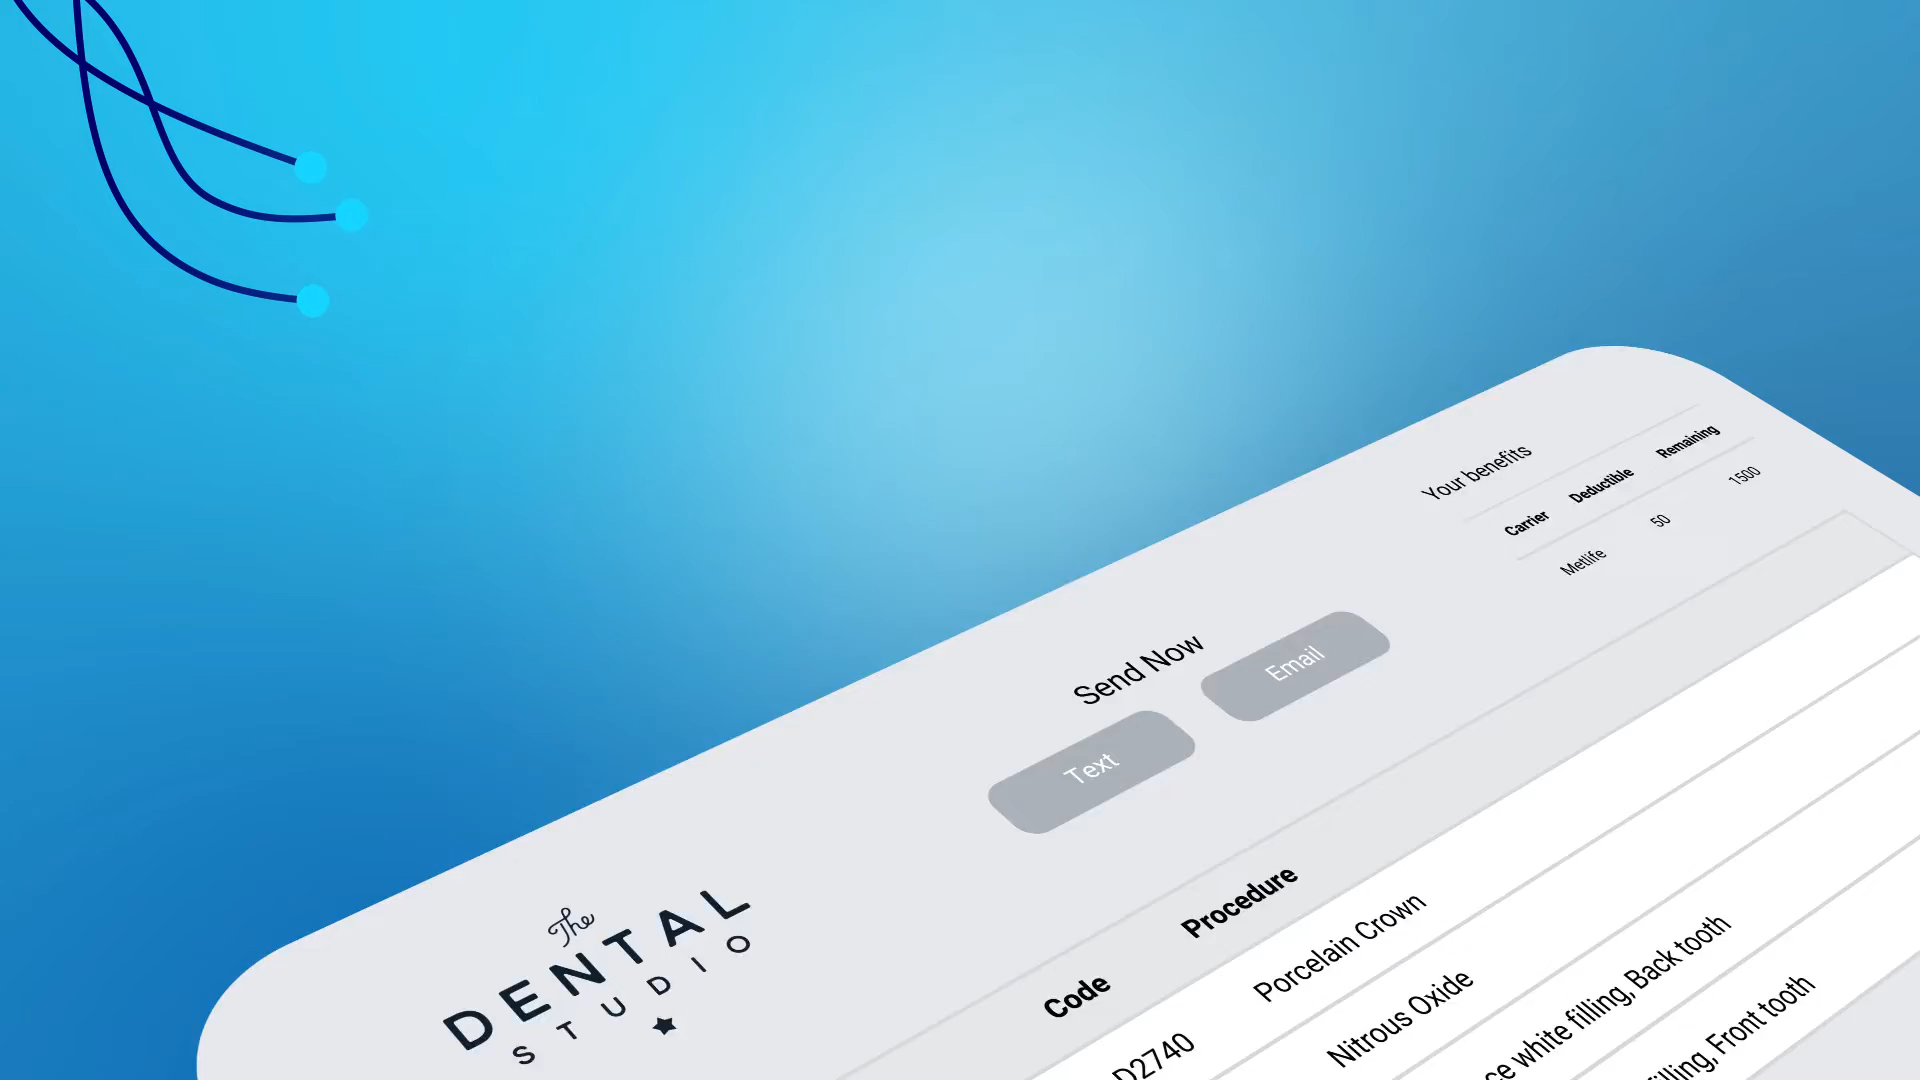 The
DENTAL
STUDIO
Send Now
Text
Email
Your benefits
Carrier Deductible Remaining
Metlife 50 1500
Code Procedure
D2740 Porcelain Crown
Nitrous Oxide
white filling, Back tooth
Front tooth